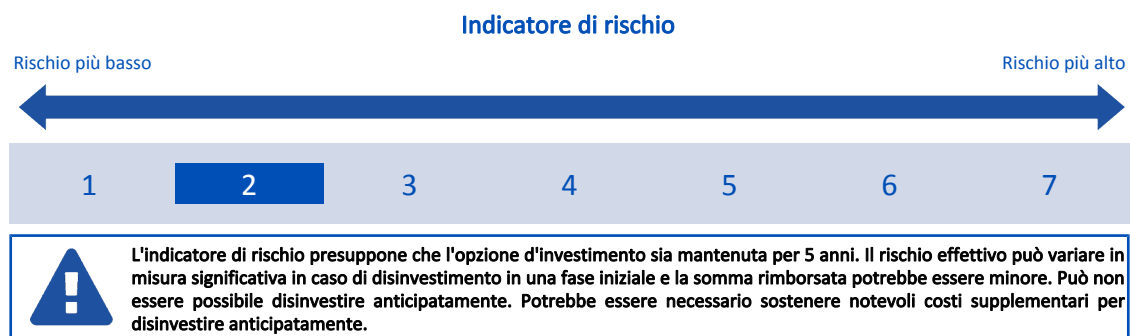 Indicatore di rischio
Rischio più basso
Rischio più alto
1 2 3 4 5 6 7
L'indicatore di rischio presuppone che l'opzione d'investimento sia mantenuta per 5 anni. Il rischio effettivo può variare in
misura significativa in caso di disinvestimento in una fase iniziale e la somma rimborsata potrebbe essere minore. Può non
essere possibile disinvestire anticipatamente. Potrebbe essere necessario sostenere notevoli costi supplementari per
disinvestire anticipatamente.